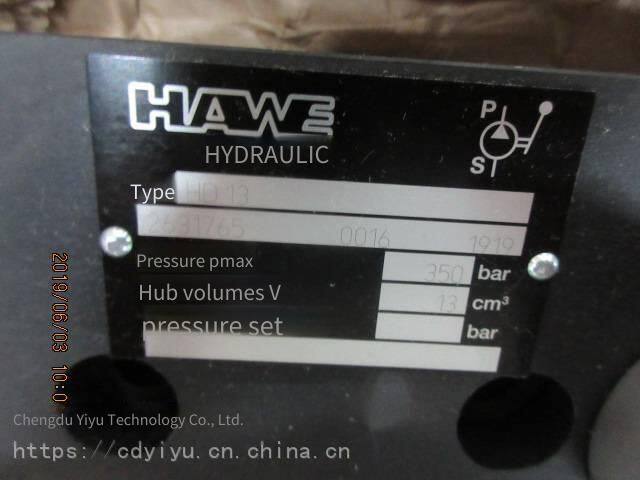 HAWE
HYDRAULIC
P
S
Type HD 13
2631765 0016 1919
Pressure pmax 350 bar
Hub volumes V 13 cm³
pressure set bar
2019/06/03 10:0
Chengdu Yiyu Technology Co., Ltd.
https://cdyiyu.cn.china.cn